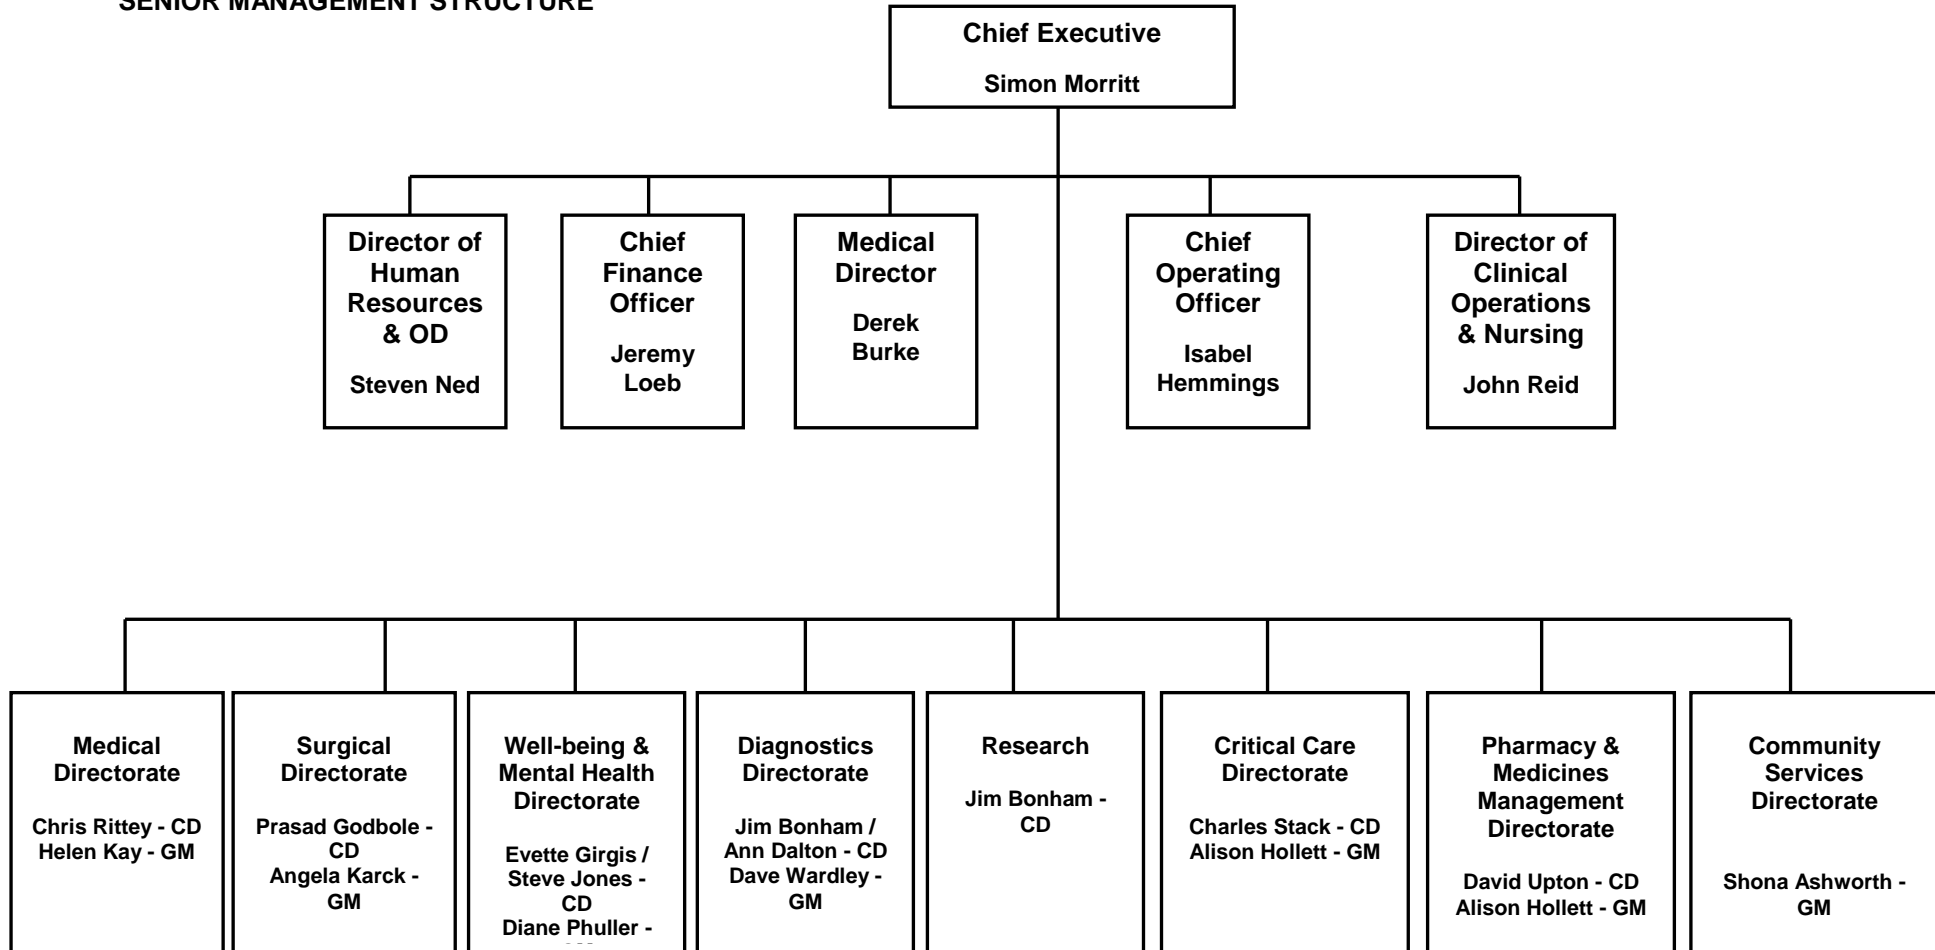 SENIOR MANAGEMENT STRUCTURE
Chief Executive
Simon Morritt
Director of
Human
Resources
& OD
Steven Ned
Chief
Finance
Officer
Jeremy
Loeb
Medical
Director
Derek
Burke
Chief
Operating
Officer
Isabel
Hemmings
Director of
Clinical
Operations
& Nursing
John Reid
Medical
Directorate
Chris Rittey - CD
Helen Kay - GM
Surgical
Directorate
Prasad Godbole -
CD
Angela Karck -
GM
Well-being &
Mental Health
Directorate
Evette Girgis /
Steve Jones -
CD
Diane Phuller -
Diagnostics
Directorate
Jim Bonham /
Ann Dalton - CD
Dave Wardley -
GM
Research
Jim Bonham -
CD
Critical Care
Directorate
Charles Stack - CD
Alison Hollett - GM
Pharmacy &
Medicines
Management
Directorate
David Upton - CD
Alison Hollett - GM
Community
Services
Directorate
Shona Ashworth -
GM